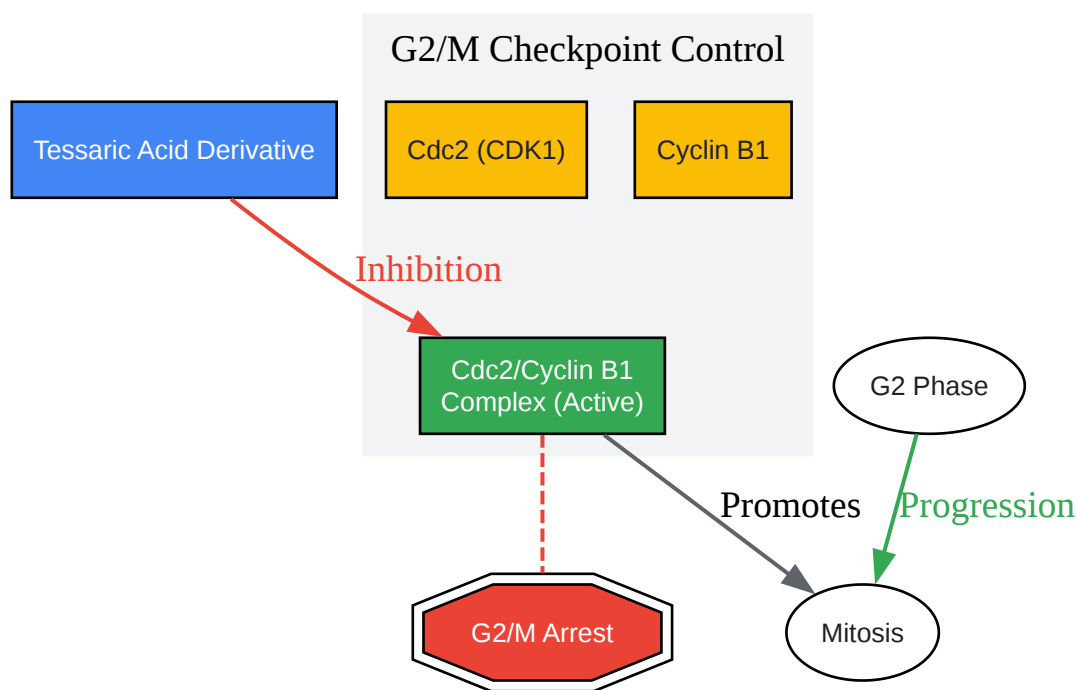 G2/M Checkpoint Control
Tessaric Acid Derivative
Cdc2 (CDK1)
Cyclin B1
Inhibition
Cdc2/Cyclin B1
Complex (Active)
G2 Phase
Promotes
Progression
G2/M Arrest
Mitosis